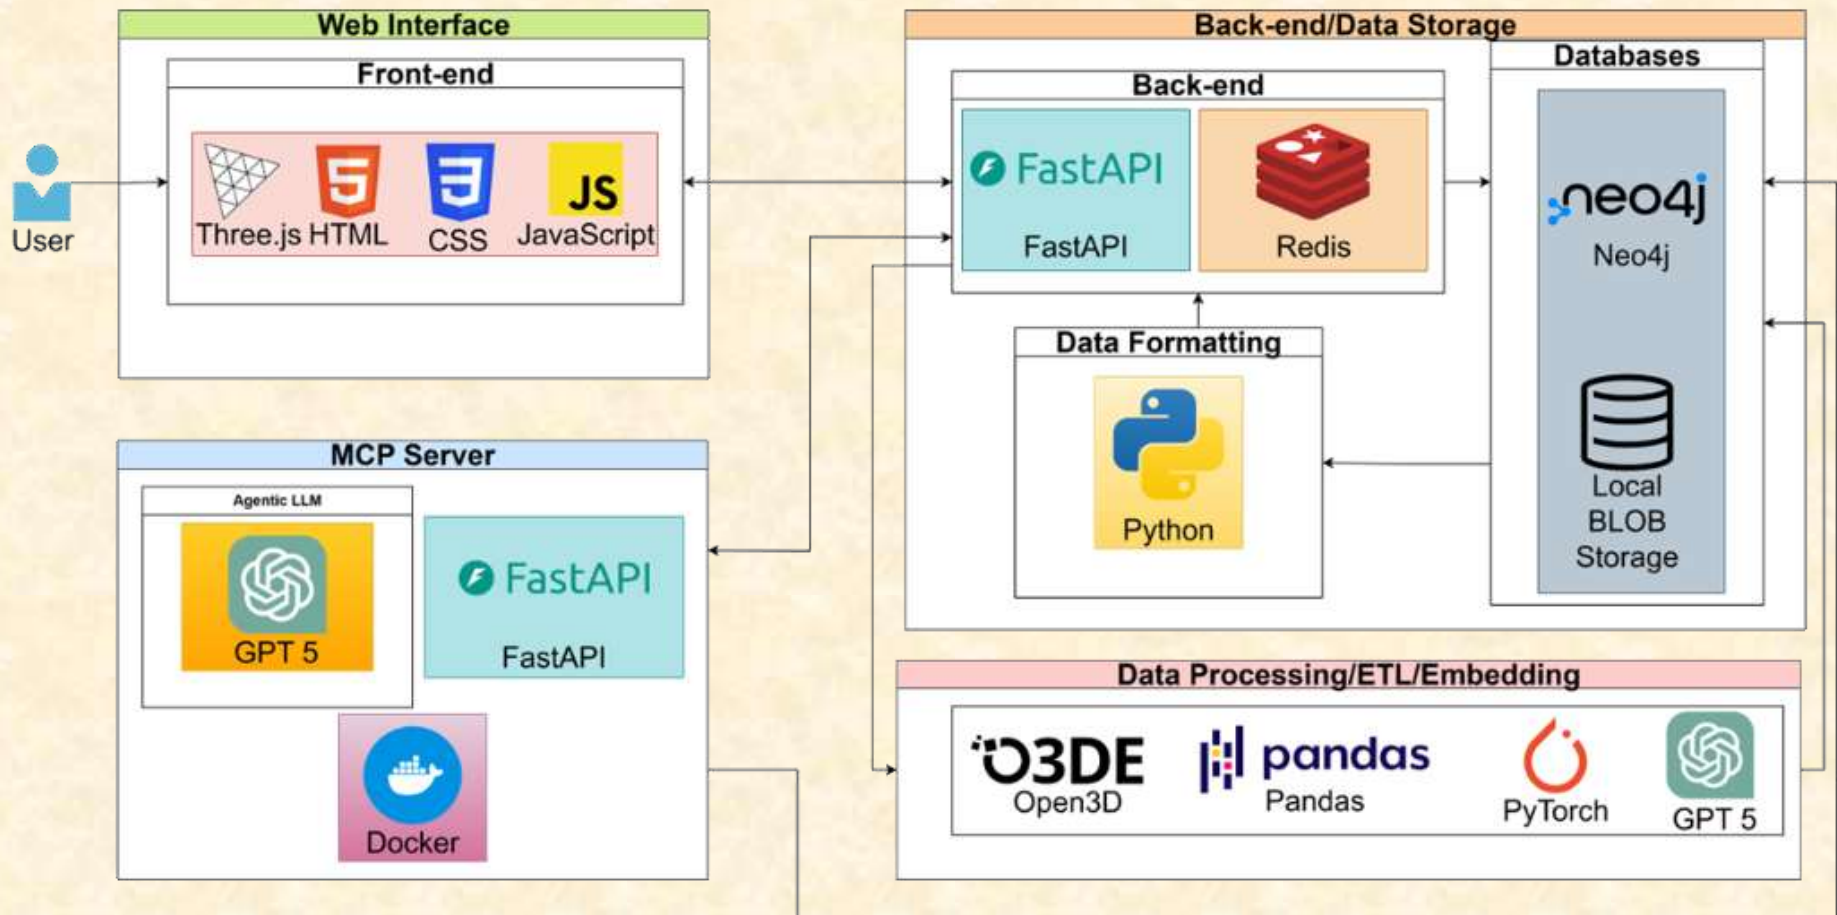 Web Interface
Front-end
Three.js HTML CSS JavaScript
JS
User
Back-end/Data Storage
Back-end
FastAPI
FastAPI
Redis
Databases
neo4j
Neo4j
Local
BLOB
Storage
Data Formatting
Python
MCP Server
Agentic LLM
GPT 5
FastAPI
FastAPI
Docker
Data Processing/ETL/Embedding
O3DE
Open3D
pandas
Pandas
PyTorch
GPT 5